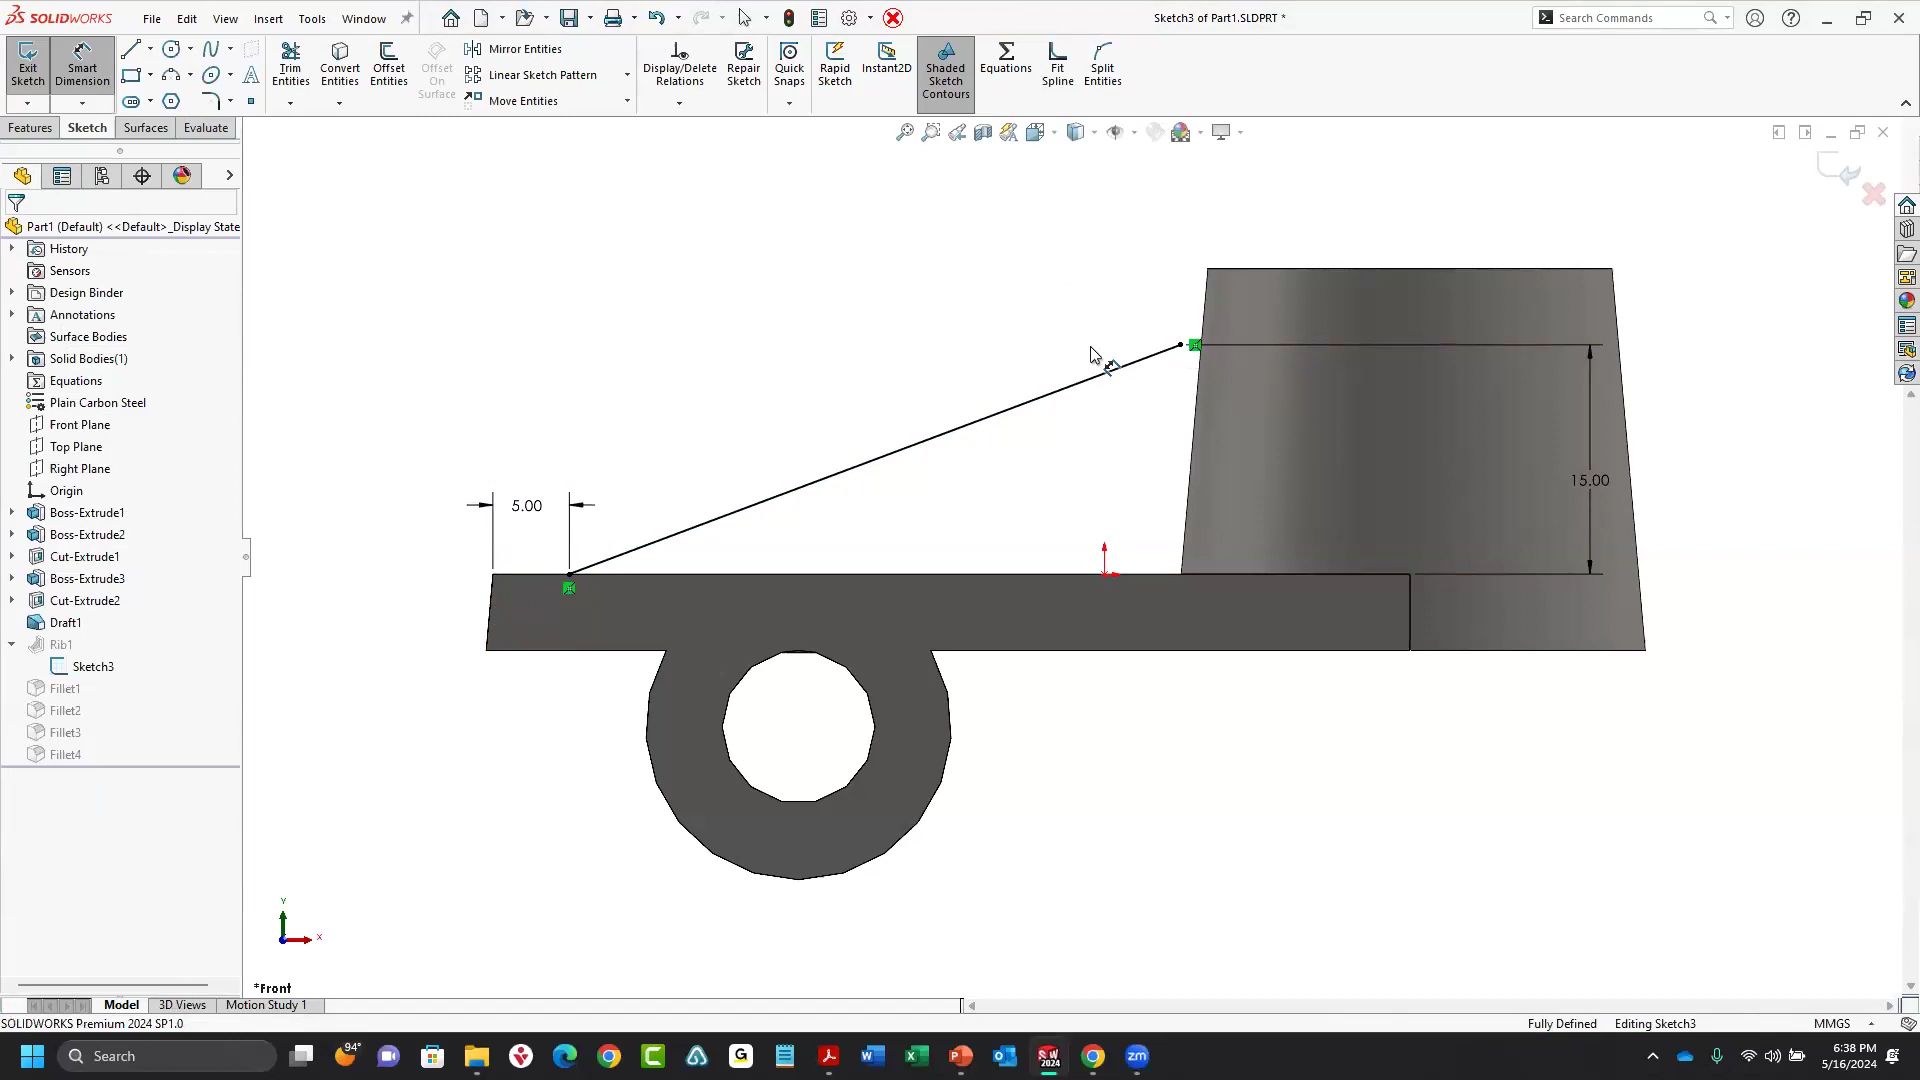 SOLIDWORKS File Edit View Insert Tools Window Sketch3 of Part1.SLDPRT * Search Commands
Exit Sketch
Smart Dimension
Trim Entities
Convert Entities
Offset Entities
Offset On Surface
Mirror Entities
Linear Sketch Pattern
Move Entities
Display/Delete Relations
Repair Sketch
Quick Snaps
Rapid Sketch
Instant2D
Shaded Sketch Contours
Equations
Fit Spline
Split Entities
Features Sketch Surfaces Evaluate
Part1 (Default) <<Default>_Display State
History
Sensors
Design Binder
Annotations
Surface Bodies
Solid Bodies(1)
Equations
Plain Carbon Steel
Front Plane
Top Plane
Right Plane
Origin
Boss-Extrude1
Boss-Extrude2
Cut-Extrude1
Boss-Extrude3
Cut-Extrude2
Draft1
Rib1
Sketch3
Fillet1
Fillet2
Fillet3
Fillet4
15.00
5.00
Y
X
*Front
Model 3D Views Motion Study 1
SOLIDWORKS Premium 2024 SP1.0 Fully Defined Editing Sketch3 MMGS
Search 94° SW 2024 zm 6:38 PM
5/16/2024